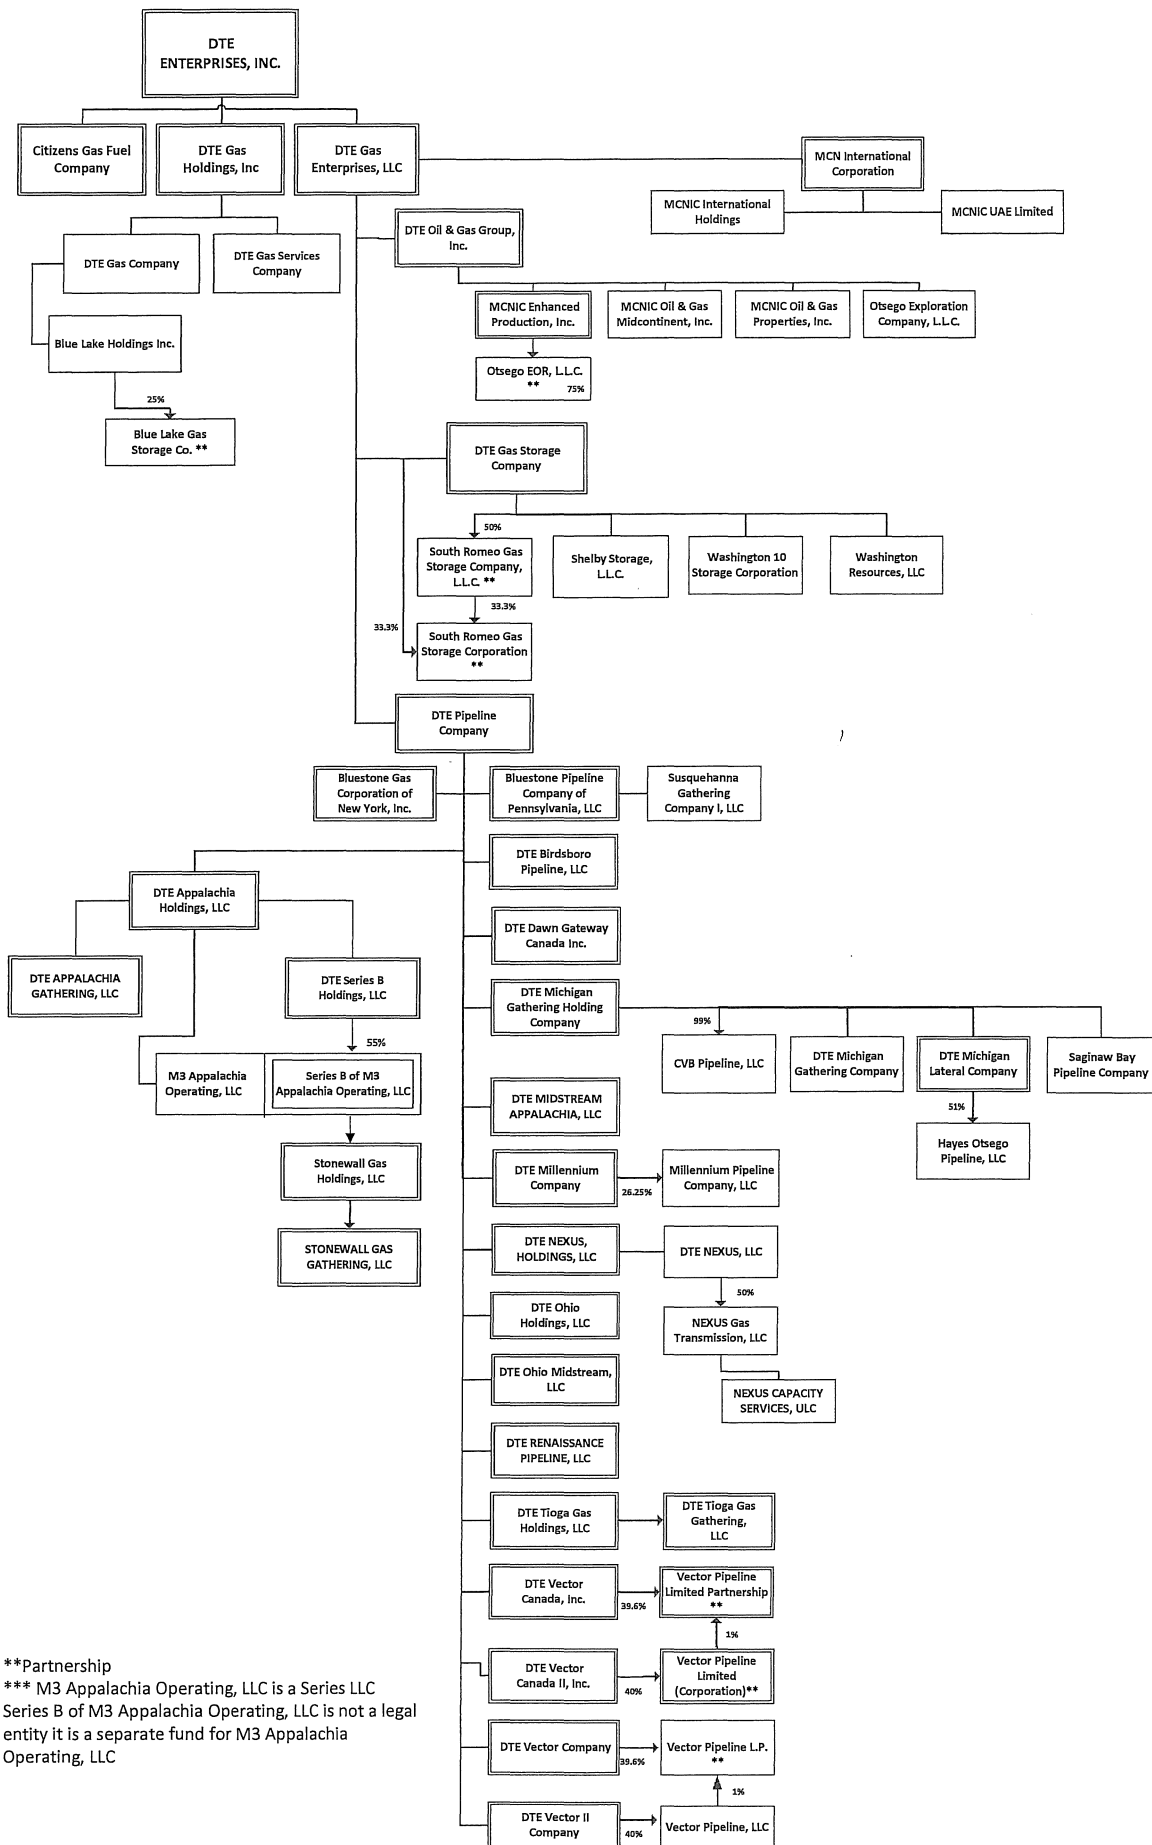 DTE
ENTERPRISES, INC.
Citizens Gas Fuel
Company
DTE Gas
Holdings, Inc
DTE Gas
Enterprises, LLC
MCN International
Corporation
MCNIC International
Holdings
MCNIC UAE Limited
DTE Oil & Gas Group,
Inc.
DTE Gas Company
DTE Gas Services
Company
MCNIC Enhanced
Production, Inc.
MCNIC Oil & Gas
Midcontinent, Inc.
MCNIC Oil & Gas
Properties, Inc.
Otsego Exploration
Company, L.L.C.
Blue Lake Holdings Inc.
Otsego EOR, L.L.C.
**
75%
25%
Blue Lake Gas
Storage Co. **
DTE Gas Storage
Company
50%
South Romeo Gas
Storage Company,
L.L.C. **
Shelby Storage,
L.L.C.
Washington 10
Storage Corporation
Washington
Resources, LLC
33.3%
33.3%
South Romeo Gas
Storage Corporation
**
DTE Pipeline
Company
Bluestone Gas
Corporation of
New York, Inc.
Bluestone Pipeline
Company of
Pennsylvania, LLC
Susquehanna
Gathering
Company I, LLC
DTE Birdsboro
Pipeline, LLC
DTE Appalachia
Holdings, LLC
DTE Dawn Gateway
Canada Inc.
DTE APPALACHIA
GATHERING, LLC
DTE Series B
Holdings, LLC
DTE Michigan
Gathering Holding
Company
99%
CVB Pipeline, LLC
DTE Michigan
Gathering Company
DTE Michigan
Lateral Company
Saginaw Bay
Pipeline Company
55%
M3 Appalachia
Operating, LLC
Series B of M3
Appalachia Operating, LLC
DTE MIDSTREAM
APPALACHIA, LLC
51%
Hayes Otsego
Pipeline, LLC
Stonewall Gas
Holdings, LLC
DTE Millennium
Company
26.25%
Millennium Pipeline
Company, LLC
STONEWALL GAS
GATHERING, LLC
DTE NEXUS,
HOLDINGS, LLC
DTE NEXUS, LLC
50%
DTE Ohio
Holdings, LLC
NEXUS Gas
Transmission, LLC
DTE Ohio Midstream,
LLC
NEXUS CAPACITY
SERVICES, ULC
DTE RENAISSANCE
PIPELINE, LLC
DTE Tioga Gas
Holdings, LLC
DTE Tioga Gas
Gathering,
LLC
DTE Vector
Canada, Inc.
39.6%
Vector Pipeline
Limited Partnership
**
1%
DTE Vector
Canada II, Inc.
40%
Vector Pipeline
Limited
(Corporation)**
DTE Vector Company
39.6%
Vector Pipeline L.P.
**
1%
DTE Vector II
Company
40%
Vector Pipeline, LLC
**Partnership
*** M3 Appalachia Operating, LLC is a Series LLC
Series B of M3 Appalachia Operating, LLC is not a legal
entity it is a separate fund for M3 Appalachia
Operating, LLC